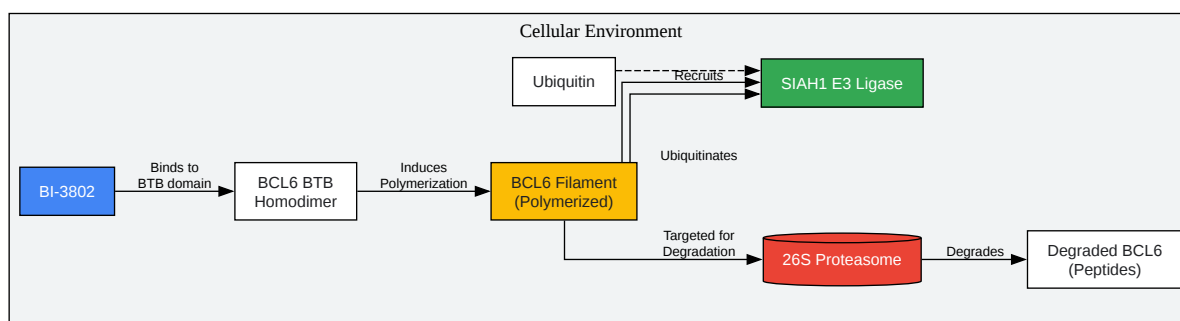 Cellular Environment
Ubiquitin
Recruits
SIAH1 E3 Ligase
Ubiquitinates
BI-3802
Binds to
BTB domain
BCL6 BTB
Homodimer
Induces
Polymerization
BCL6 Filament
(Polymerized)
Targeted for
Degradation
26S Proteasome
Degrades
Degraded BCL6
(Peptides)